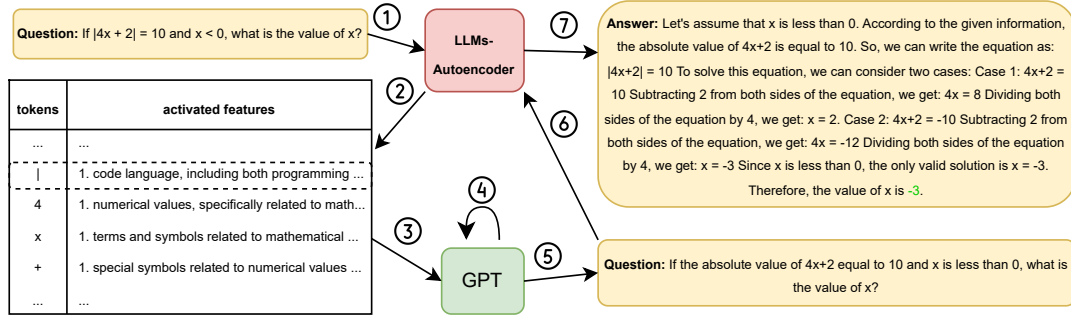 Question: If |4x + 2| = 10 and x < 0, what is the value of x?
①
LLMs-
Autoencoder
⑦
Answer: Let's assume that x is less than 0. According to the given information,
the absolute value of 4x+2 is equal to 10. So, we can write the equation as:
|4x+2| = 10 To solve this equation, we can consider two cases: Case 1: 4x+2 =
10 Subtracting 2 from both sides of the equation, we get: 4x = 8 Dividing both
sides of the equation by 4, we get: x = 2. Case 2: 4x+2 = -10 Subtracting 2 from
both sides of the equation, we get: 4x = -12 Dividing both sides of the equation
by 4, we get: x = -3 Since x is less than 0, the only valid solution is x = -3.
Therefore, the value of x is -3.
②
tokens activated features
... ...
| 1. code language, including both programming ...
4 1. numerical values, specifically related to math...
x 1. terms and symbols related to mathematical ...
+ 1. special symbols related to numerical values ...
... ...
③
④
GPT
⑤
⑥
Question: If the absolute value of 4x+2 equal to 10 and x is less than 0, what is
the value of x?